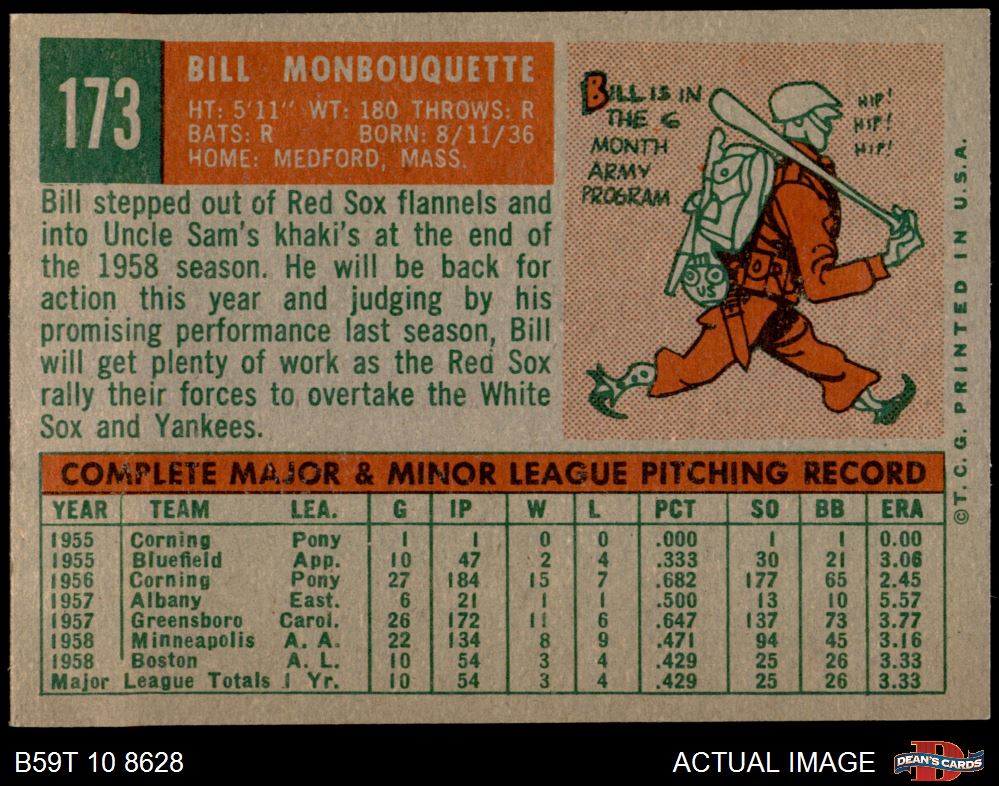 173
BILL MONBOUQUETTE
HT: 5'11" WT: 180 THROWS: R
BATS: R BORN: 8/11/36
HOME: MEDFORD, MASS.
Bill stepped out of Red Sox flannels and
into Uncle Sam's khaki's at the end of
the 1958 season. He will be back for
action this year and judging by his
promising performance last season, Bill
will get plenty of work as the Red Sox
rally their forces to overtake the White
Sox and Yankees.
BILL IS IN
THE 6
MONTH
ARMY
PROGRAM
HIP!
HIP!
HIP!
US
©T.C.G. PRINTED IN U.S.A.
COMPLETE MAJOR & MINOR LEAGUE PITCHING RECORD
YEAR TEAM LEA. G IP W L PCT SO BB ERA
1955 Corning Pony 1 1 0 0 .000 1 1 0.00
1955 Bluefield App. 10 47 2 4 .333 30 21 3.06
1956 Corning Pony 27 184 15 7 .682 177 65 2.45
1957 Albany East. 6 21 1 1 .500 13 10 5.57
1957 Greensboro Carol. 26 172 11 6 .647 137 73 3.77
1958 Minneapolis A. A. 22 134 8 9 .471 94 45 3.16
1958 Boston A. L. 10 54 3 4 .429 25 26 3.33
Major League Totals 1 Yr. 10 54 3 4 .429 25 26 3.33
B59T 10 8628
ACTUAL IMAGE
DEAN'S CARDS